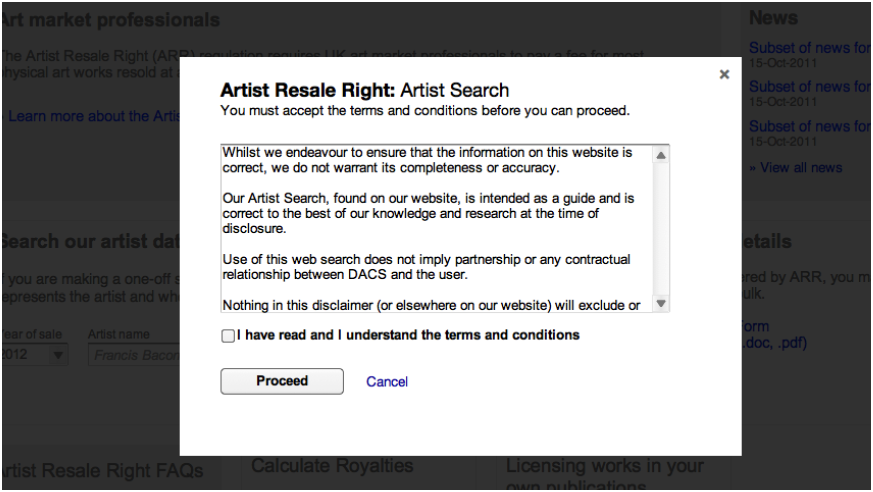 Art market professionals
The Artist Resale Right (ARR) regulation requires UK art market professionals to pay a fee for most
physical art works resold at a
Learn more about the Artis
News
Subset of news for
15-Oct-2011
Subset of news for
15-Oct-2011
Subset of news for
15-Oct-2011
» View all news
×
Artist Resale Right: Artist Search
You must accept the terms and conditions before you can proceed.
Whilst we endeavour to ensure that the information on this website is
correct, we do not warrant its completeness or accuracy.
Our Artist Search, found on our website, is intended as a guide and is
correct to the best of our knowledge and research at the time of
disclosure.
Use of this web search does not imply partnership or any contractual
relationship between DACS and the user.
Nothing in this disclaimer (or elsewhere on our website) will exclude or
I have read and I understand the terms and conditions
Proceed Cancel
Search our artist dat
If you are making a one-off s
represents the artist and wh
Year of sale Artist name
2012 Francis Bacon
etails
ered by ARR, you m
ulk.
orm
.doc, .pdf)
Artist Resale Right FAQs
Calculate Royalties
Licensing works in your
own publications